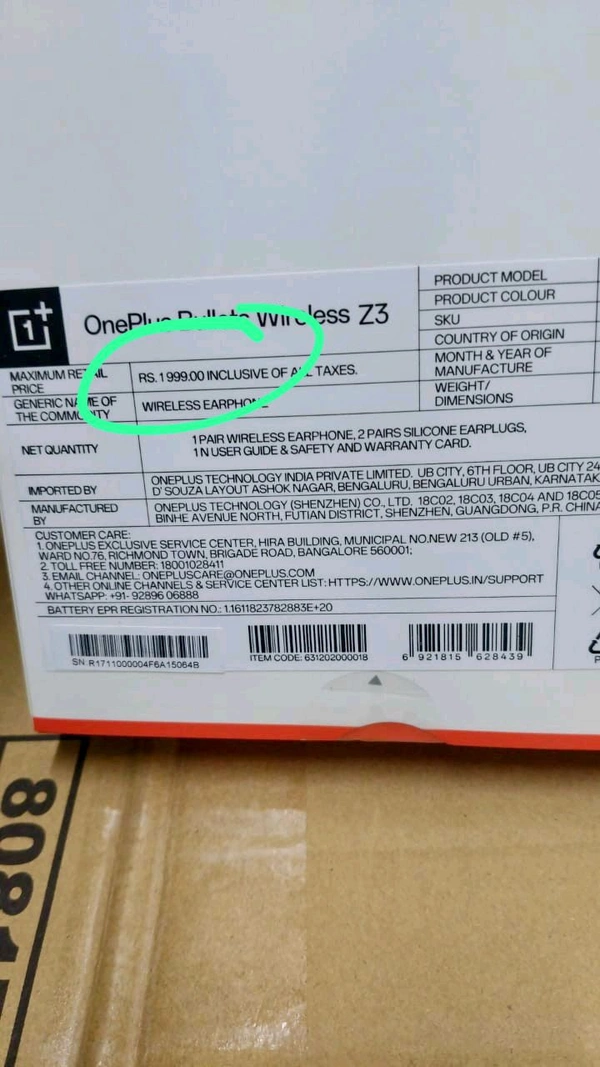 1+
OnePlus Bullets Wireless Z3
MAXIMUM RETAIL PRICE
RS. 1999.00 INCLUSIVE OF ALL TAXES.
GENERIC NAME OF THE COMMODITY
WIRELESS EARPHONE
NET QUANTITY
1 PAIR WIRELESS EARPHONE, 2 PAIRS SILICONE EARPLUGS,
1 N USER GUIDE & SAFETY AND WARRANTY CARD.
IMPORTED BY
ONEPLUS TECHNOLOGY INDIA PRIVATE LIMITED, UB CITY, 6TH FLOOR, UB CITY 24
D' SOUZA LAYOUT ASHOK NAGAR, BENGALURU, BENGALURU URBAN, KARNATAK
MANUFACTURED BY
ONEPLUS TECHNOLOGY (SHENZHEN) CO., LTD, 18C02, 18C03, 18C04 AND 18C05
BINHE AVENUE NORTH, FUTIAN DISTRICT, SHENZHEN, GUANGDONG, P.R. CHINA
CUSTOMER CARE:
1. ONEPLUS EXCLUSIVE SERVICE CENTER, HIRA BUILDING, MUNICIPAL NO.NEW 213 (OLD #5),
WARD NO.76, RICHMOND TOWN, BRIGADE ROAD, BANGALORE 560001;
2. TOLL FREE NUMBER: 18001028411
3. EMAIL CHANNEL: ONEPLUSCARE@ONEPLUS.COM
4. OTHER ONLINE CHANNELS & SERVICE CENTER LIST: HTTPS://WWW.ONEPLUS.IN/SUPPORT
WHATSAPP: +91- 92896 06888
BATTERY EPR REGISTRATION NO.: 1.1611823782883E+20
SN: R1711000004F6A15064B
ITEM CODE: 631202000018
6 921815 628439
PRODUCT MODEL
PRODUCT COLOUR
SKU
COUNTRY OF ORIGIN
MONTH & YEAR OF
MANUFACTURE
WEIGHT/
DIMENSIONS